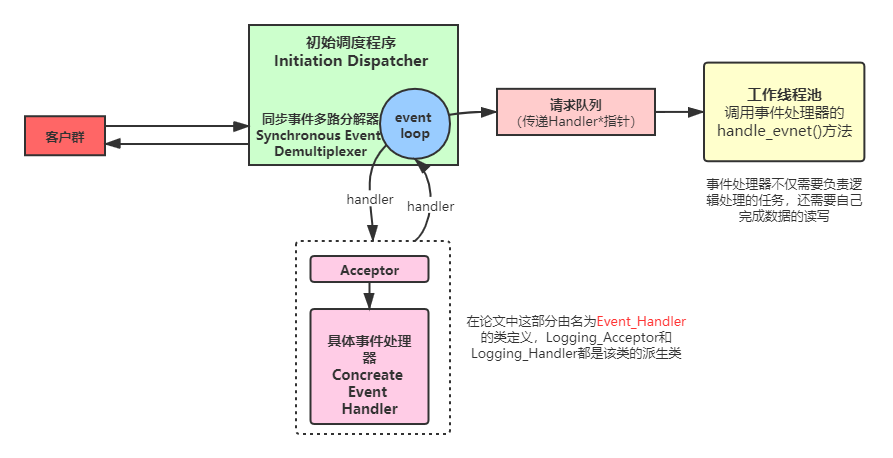 初始调度程序
Initiation Dispatcher
同步事件多路分解器
Synchronous Event
Demultiplexer
event
loop
客户群
请求队列
（传递Handler*指针）
工作线程池
调用事件处理器的
handle_evnet()方法
事件处理器不仅需要负责逻
辑处理的任务，还需要自己
完成数据的读写
handler
handler
Acceptor
具体事件处理
器
Concreate
Event
Handler
在论文中这部分由名为Event_Handler
的类定义，Logging_Acceptor和
Logging_Handler都是该类的派生类